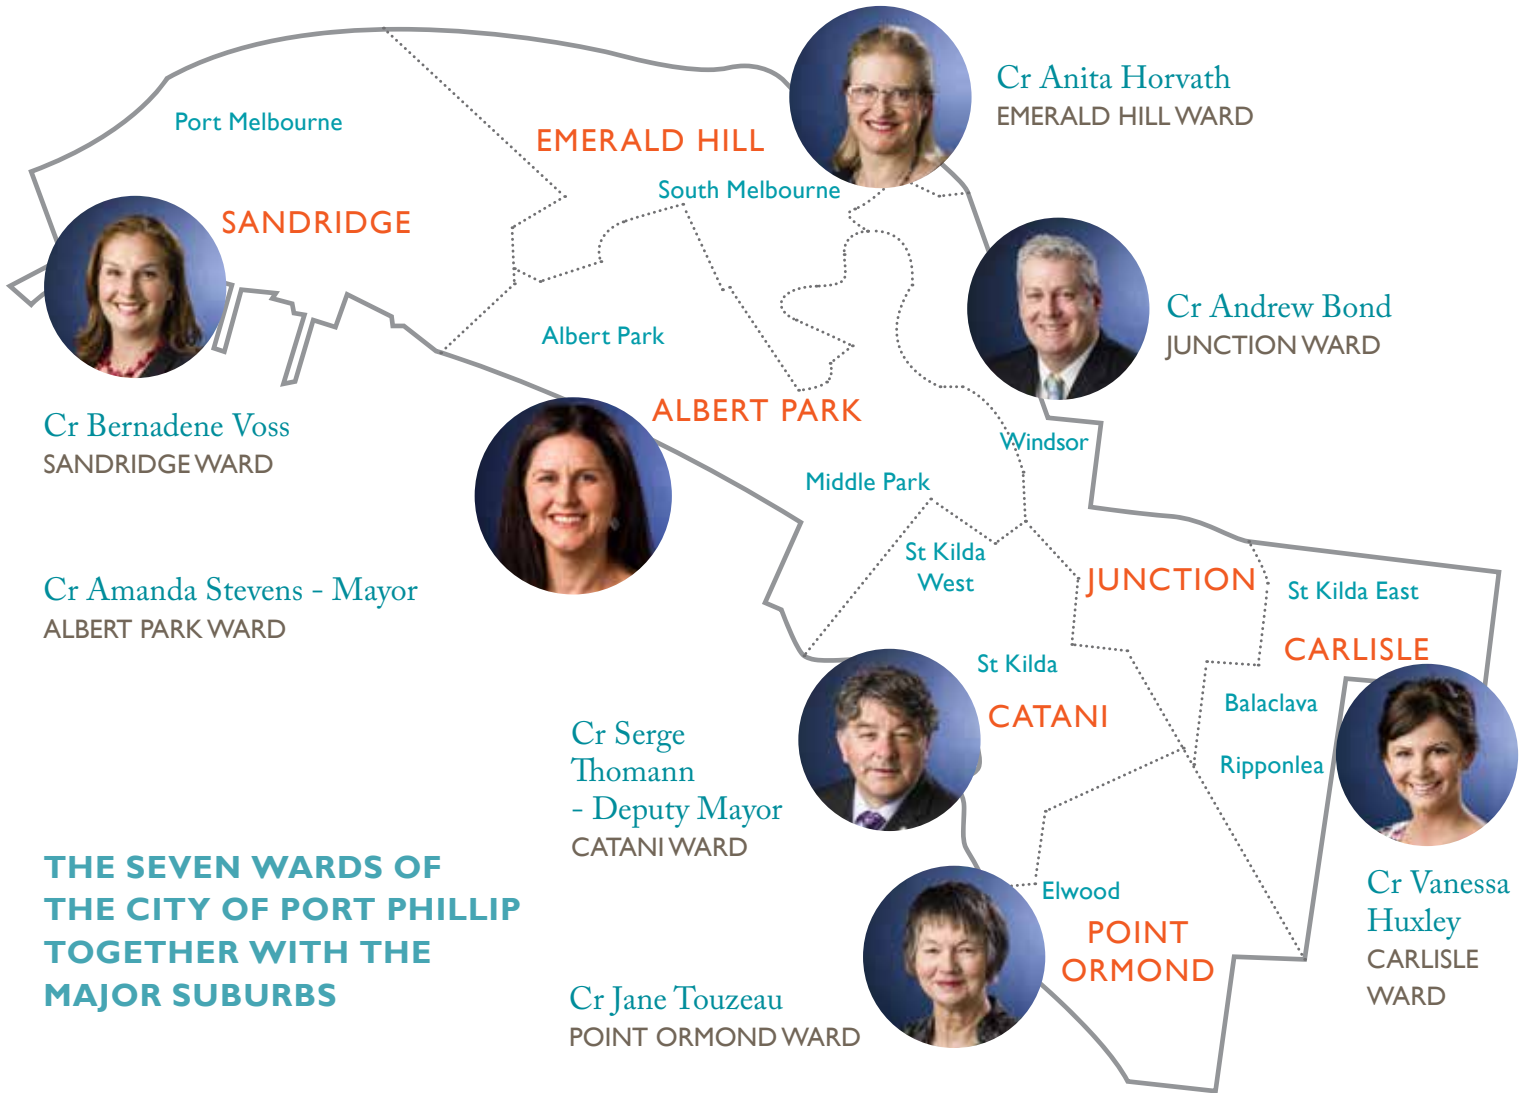 Cr Anita Horvath
EMERALD HILL WARD
Port Melbourne
EMERALD HILL
South Melbourne
SANDRIDGE
Cr Andrew Bond
JUNCTION WARD
Albert Park
ALBERT PARK
Cr Bernadene Voss
SANDRIDGE WARD
Windsor
Middle Park
St Kilda
West
JUNCTION
St Kilda East
Cr Amanda Stevens - Mayor
ALBERT PARK WARD
CARLISLE
St Kilda
Balaclava
CATANI
Ripponlea
Cr Serge
Thomann
- Deputy Mayor
CATANI WARD
THE SEVEN WARDS OF
THE CITY OF PORT PHILLIP
TOGETHER WITH THE
MAJOR SUBURBS
Elwood
POINT
ORMOND
Cr Vanessa
Huxley
CARLISLE
WARD
Cr Jane Touzeau
POINT ORMOND WARD